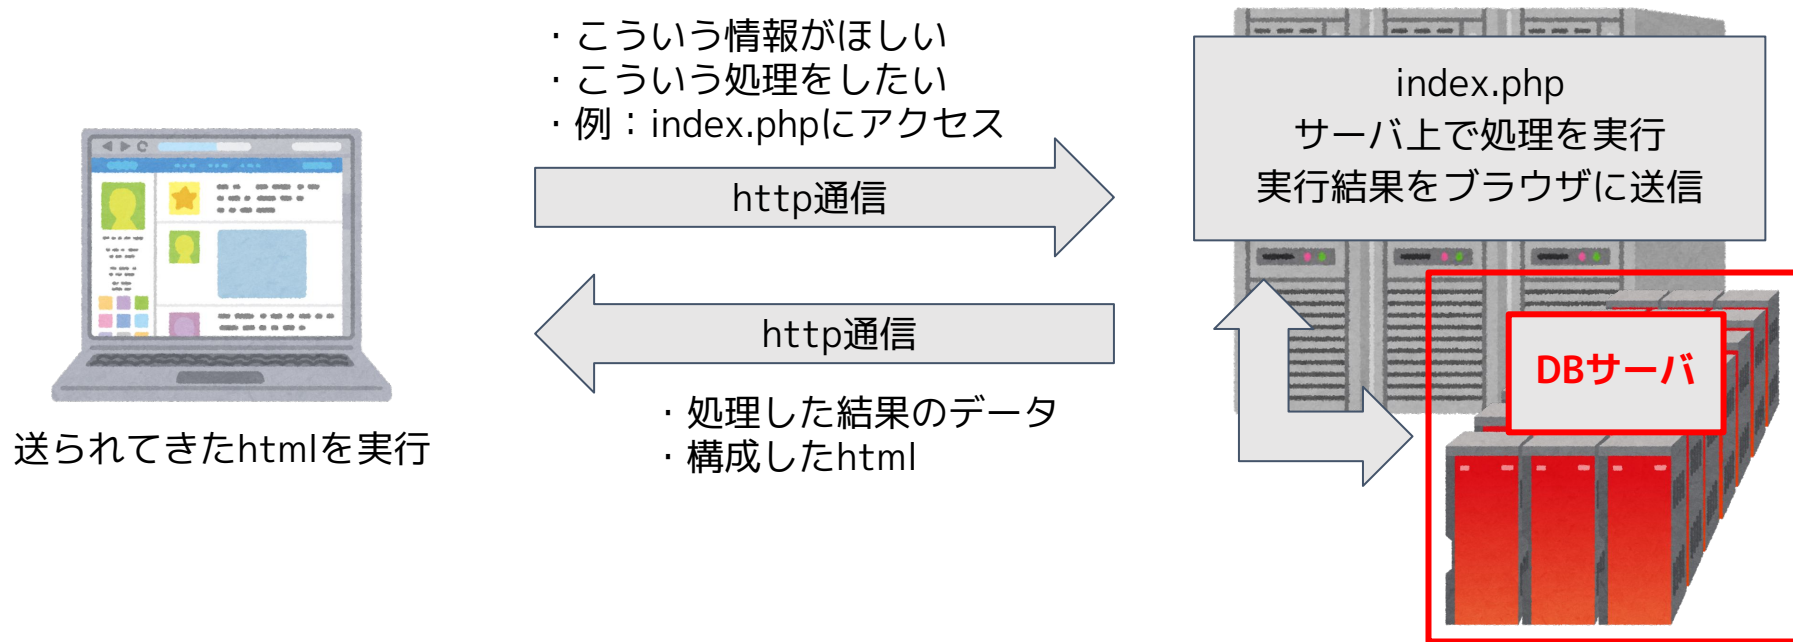 ・こういう情報がほしい
・こういう処理をしたい
・例：index.phpにアクセス
http通信
index.php
サーバ上で処理を実行
実行結果をブラウザに送信
http通信
DBサーバ
・処理した結果のデータ
・構成したhtml
送られてきたhtmlを実行